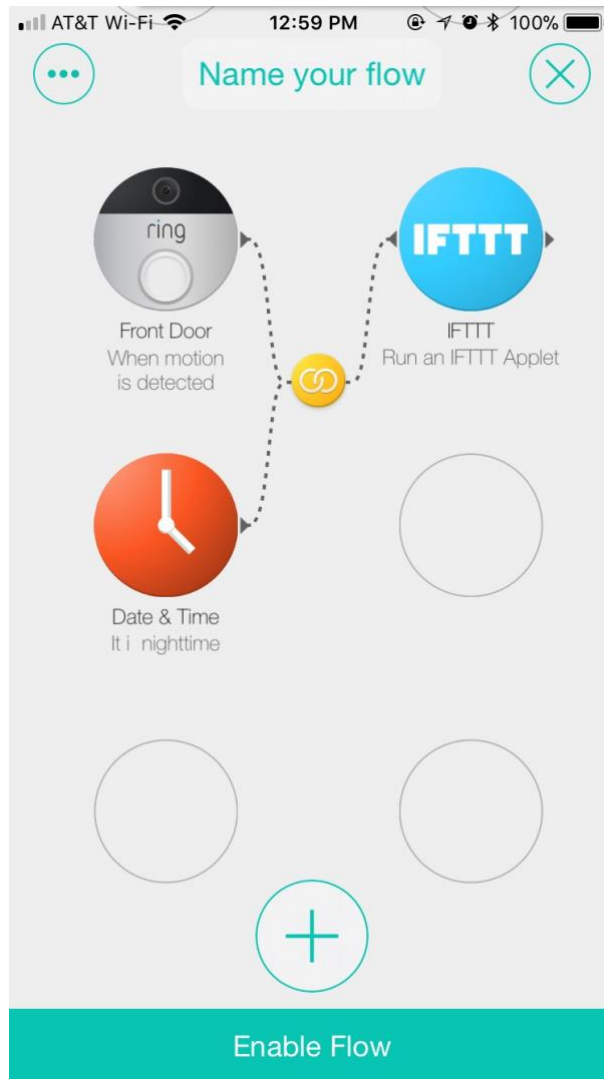 AT&T Wi-Fi 12:59 PM 100%
Name your flow
ring
IFTTT
Front Door
When motion
is detected
IFTTT
Run an IFTTT Applet
Date & Time
It i nighttime
Enable Flow